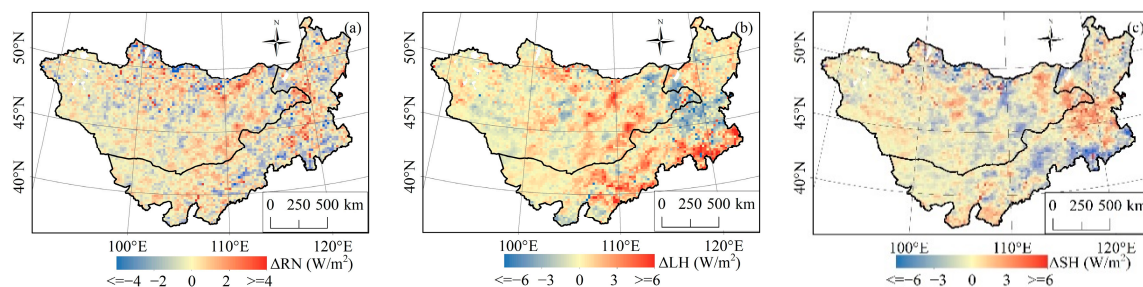 (a)
N
50°N
45°N
40°N
0 250 500 km
100°E 110°E 120°E
ΔRN (W/m²)
<=−4 −2 0 2 >=4
(b)
N
50°N
45°N
40°N
0 250 500 km
100°E 110°E 120°E
ΔLH (W/m²)
<=−6 −3 0 3 >=6
(c)
N
50°N
45°N
40°N
0 250 500 km
100°E 110°E 120°E
ΔSH (W/m²)
<=−6 −3 0 3 >=6